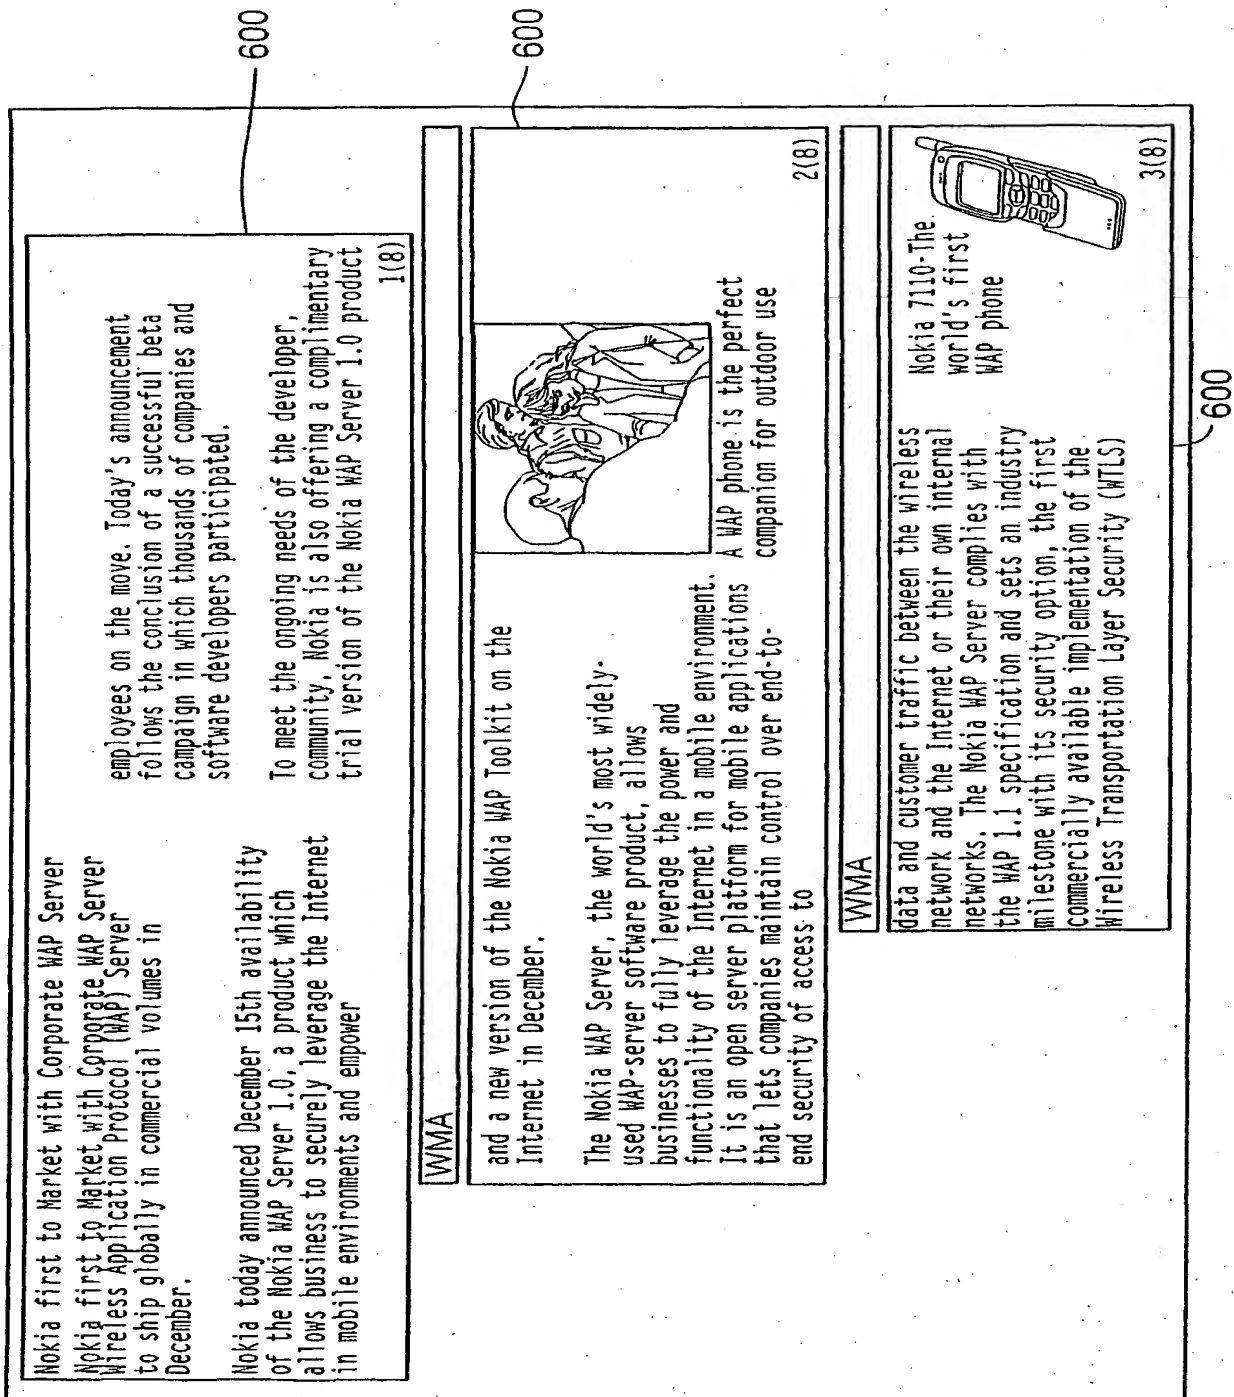 600
Nokia first to Market with Corporate WAP Server
Nokia first to Market with Corporate WAP Server
Wireless Application Protocol (WAP) Server
to ship globally in commercial volumes in
December.
Nokia today announced December 15th availability
of the Nokia WAP Server 1.0, a product which
allows business to securely leverage the Internet
in mobile environments and empower
employees on the move. Today's announcement
follows the conclusion of a successful beta
campaign in which thousands of companies and
software developers participated.
To meet the ongoing needs of the developer,
community, Nokia is also offering a complimentary
trial version of the Nokia WAP Server 1.0 product
1(8)
600
WMA
and a new version of the Nokia WAP Toolkit on the
Internet in December.
The Nokia WAP Server, the world's most widely-
used WAP-server software product, allows
businesses to fully leverage the power and
functionality of the Internet in a mobile environment.
It is an open server platform for mobile applications
that lets companies maintain control over end-to-
end security of access to
A WAP phone is the perfect
companion for outdoor use
2(8)
WMA
data and customer traffic between the wireless
network and the Internet or their own internal
networks. The Nokia WAP Server complies with
the WAP 1.1 specification and sets an industry
milestone with its security option, the first
commercially available implementation of the
Wireless Transportation Layer Security (WTLS)
Nokia 7110-The
world's first
WAP phone
3(8)
600